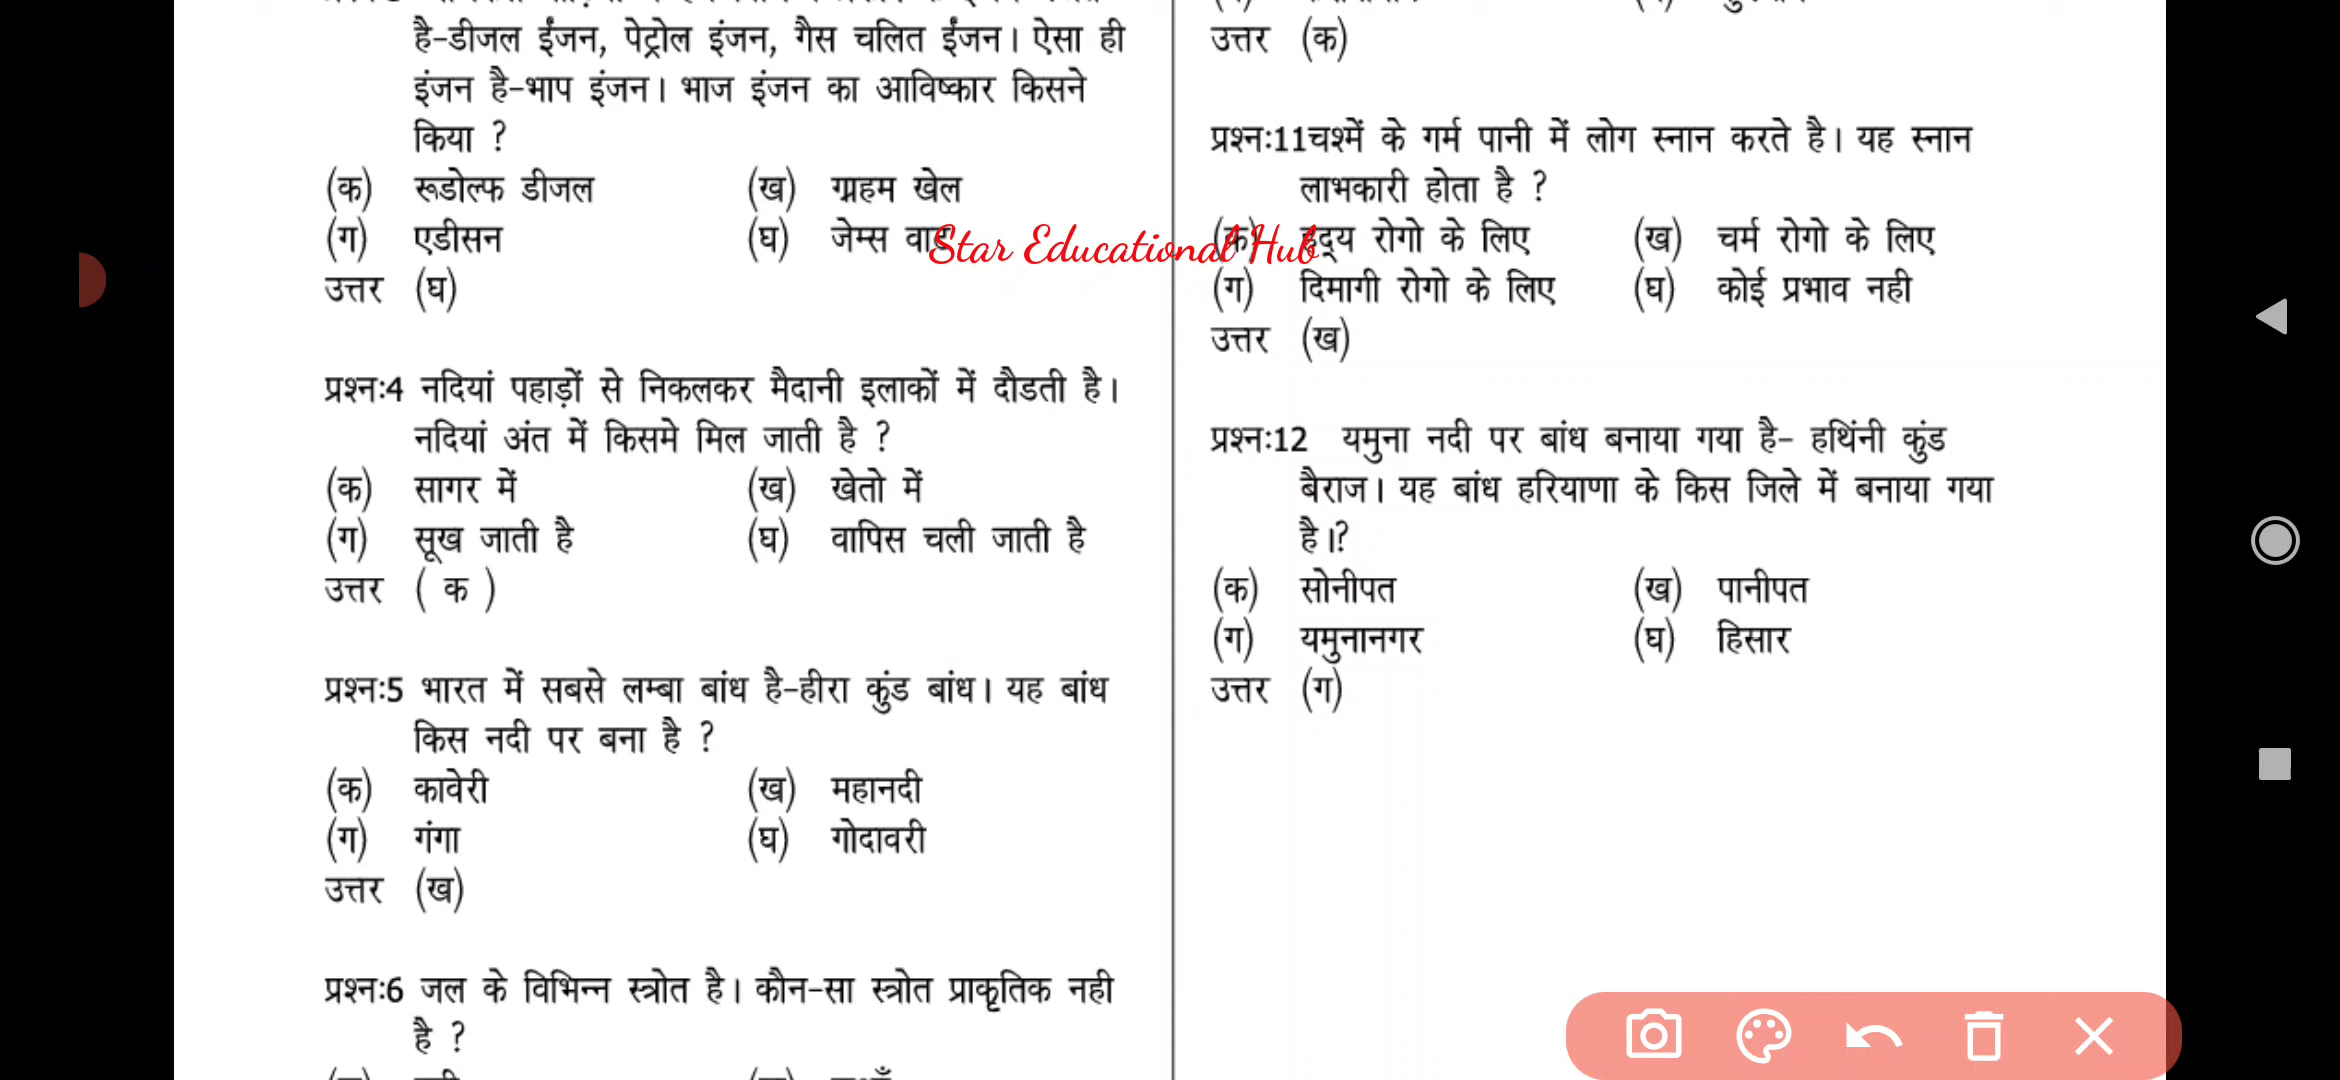 है-डीजल ईंजन, पेट्रोल इंजन, गैस चलित ईंजन। ऐसा ही
इंजन है-भाप इंजन। भाज इंजन का आविष्कार किसने
किया ?
(क) रूडोल्फ डीजल (ख) ग्राहम खेल
(ग) एडीसन (घ) जेम्स वाट
उत्तर (घ)
प्रश्न:4 नदियां पहाड़ों से निकलकर मैदानी इलाकों में दौडती है।
नदियां अंत में किसमे मिल जाती है ?
(क) सागर में (ख) खेतो में
(ग) सूख जाती है (घ) वापिस चली जाती है
उत्तर ( क )
प्रश्न:5 भारत में सबसे लम्बा बांध है-हीरा कुंड बांध। यह बांध
किस नदी पर बना है ?
(क) कावेरी (ख) महानदी
(ग) गंगा (घ) गोदावरी
उत्तर (ख)
प्रश्न:6 जल के विभिन्न स्त्रोत है। कौन-सा स्त्रोत प्राकृतिक नही
है ?
उत्तर (क)
प्रश्न:11चश्में के गर्म पानी में लोग स्नान करते है। यह स्नान
लाभकारी होता है ?
(क) हृद्य रोगो के लिए (ख) चर्म रोगो के लिए
(ग) दिमागी रोगो के लिए (घ) कोई प्रभाव नही
उत्तर (ख)
प्रश्न:12 यमुना नदी पर बांध बनाया गया है- हथिंनी कुंड
बैराज। यह बांध हरियाणा के किस जिले में बनाया गया
है।?
(क) सोनीपत (ख) पानीपत
(ग) यमुनानगर (घ) हिसार
उत्तर (ग)
Star Educational Hub